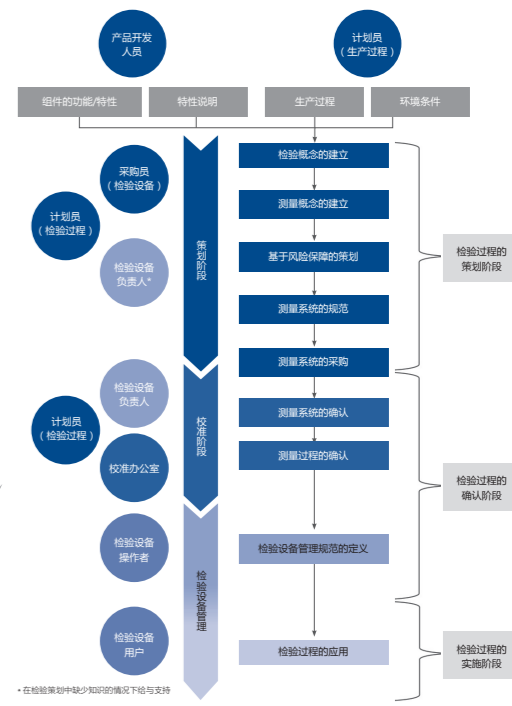 产品开发
人员
计划员
（生产过程）
组件的功能/特性
特性说明
生产过程
环境条件
采购员
（检验设备）
计划员
（检验过程）
检验设备
负责人*
策划阶段
检验概念的建立
测量概念的建立
基于风险保障的策划
测量系统的规范
测量系统的采购
检验过程的
策划阶段
检验设备
负责人
计划员
（检验过程）
校准办公室
校准阶段
测量系统的确认
测量过程的确认
检验过程的
确认阶段
检验设备
操作者
检验设备管理
检验设备管理规范的定义
检验设备
用户
检验过程的应用
检验过程的
实施阶段
* 在检验策划中缺少知识的情况下给与支持